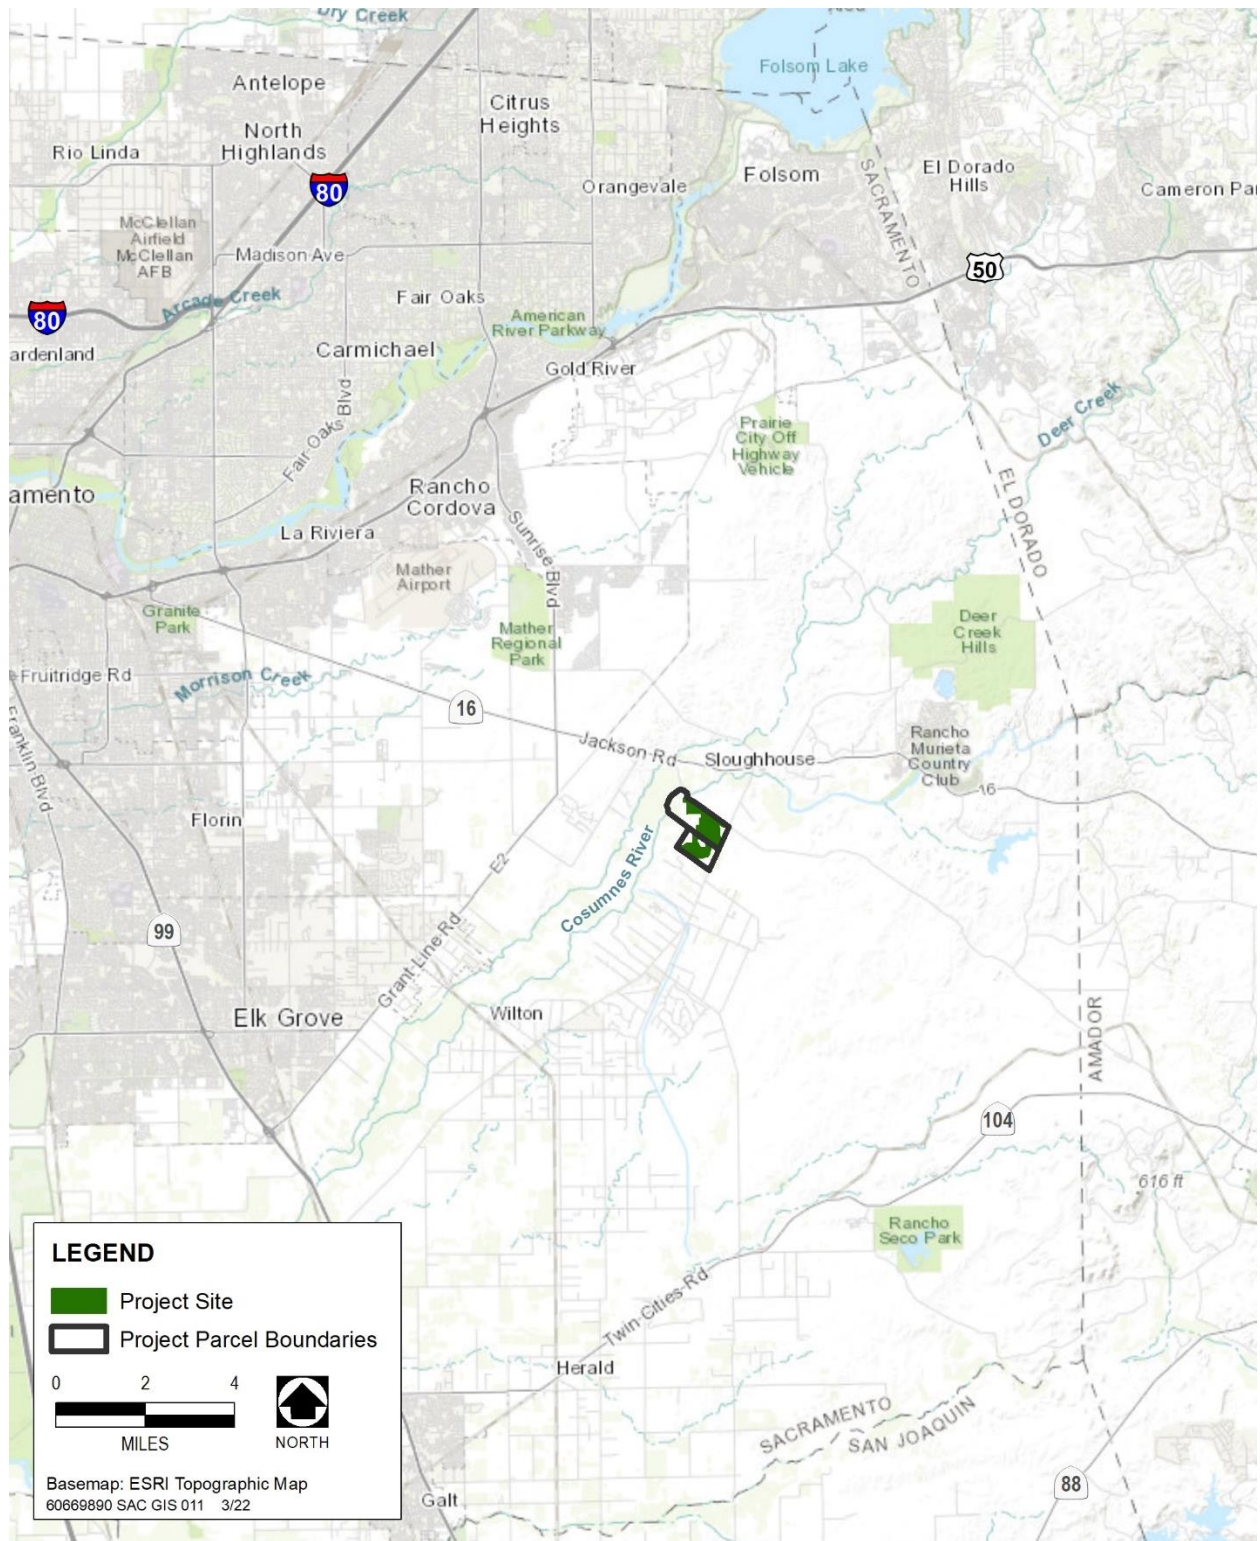 Dry Creek
Area
Folsom Lake
Antelope
Citrus
Heights
North
Highlands
Rio Linda
80
Orangevale
Folsom
El Dorado
Hills
Cameron Par
SACRAMENTO
McClellan
Airfield
McClellan
AFB
Madison Ave
50
Arcade Creek
Fair Oaks
80
American
River Parkway
ardenland
Carmichael
Gold River
Fair Oaks Blvd
Deer Creek
Prairie
City Off
Highway
Vehicle
amento
Rancho
Cordova
EL DORADO
La Riviera
Sunrise Blvd
Mather
Airport
Granite
Park
Mather
Regional
Park
Deer
Creek
Hills
Fruitridge Rd
Morrison Creek
16
Franklin Blvd
Jackson Rd
Sloughhouse
Rancho
Murieta
Country
Club
16
Florin
E2
Cosumnes River
99
Grant Line Rd
Elk Grove
Wilton
AMADOR
104
616 ft
Rancho
Seco Park
Twin Cities Rd
Herald
SACRAMENTO
SAN JOAQUIN
88
Galt
LEGEND
Project Site
Project Parcel Boundaries
0 2 4
MILES
NORTH
Basemap: ESRI Topographic Map
60669890 SAC GIS 011 3/22